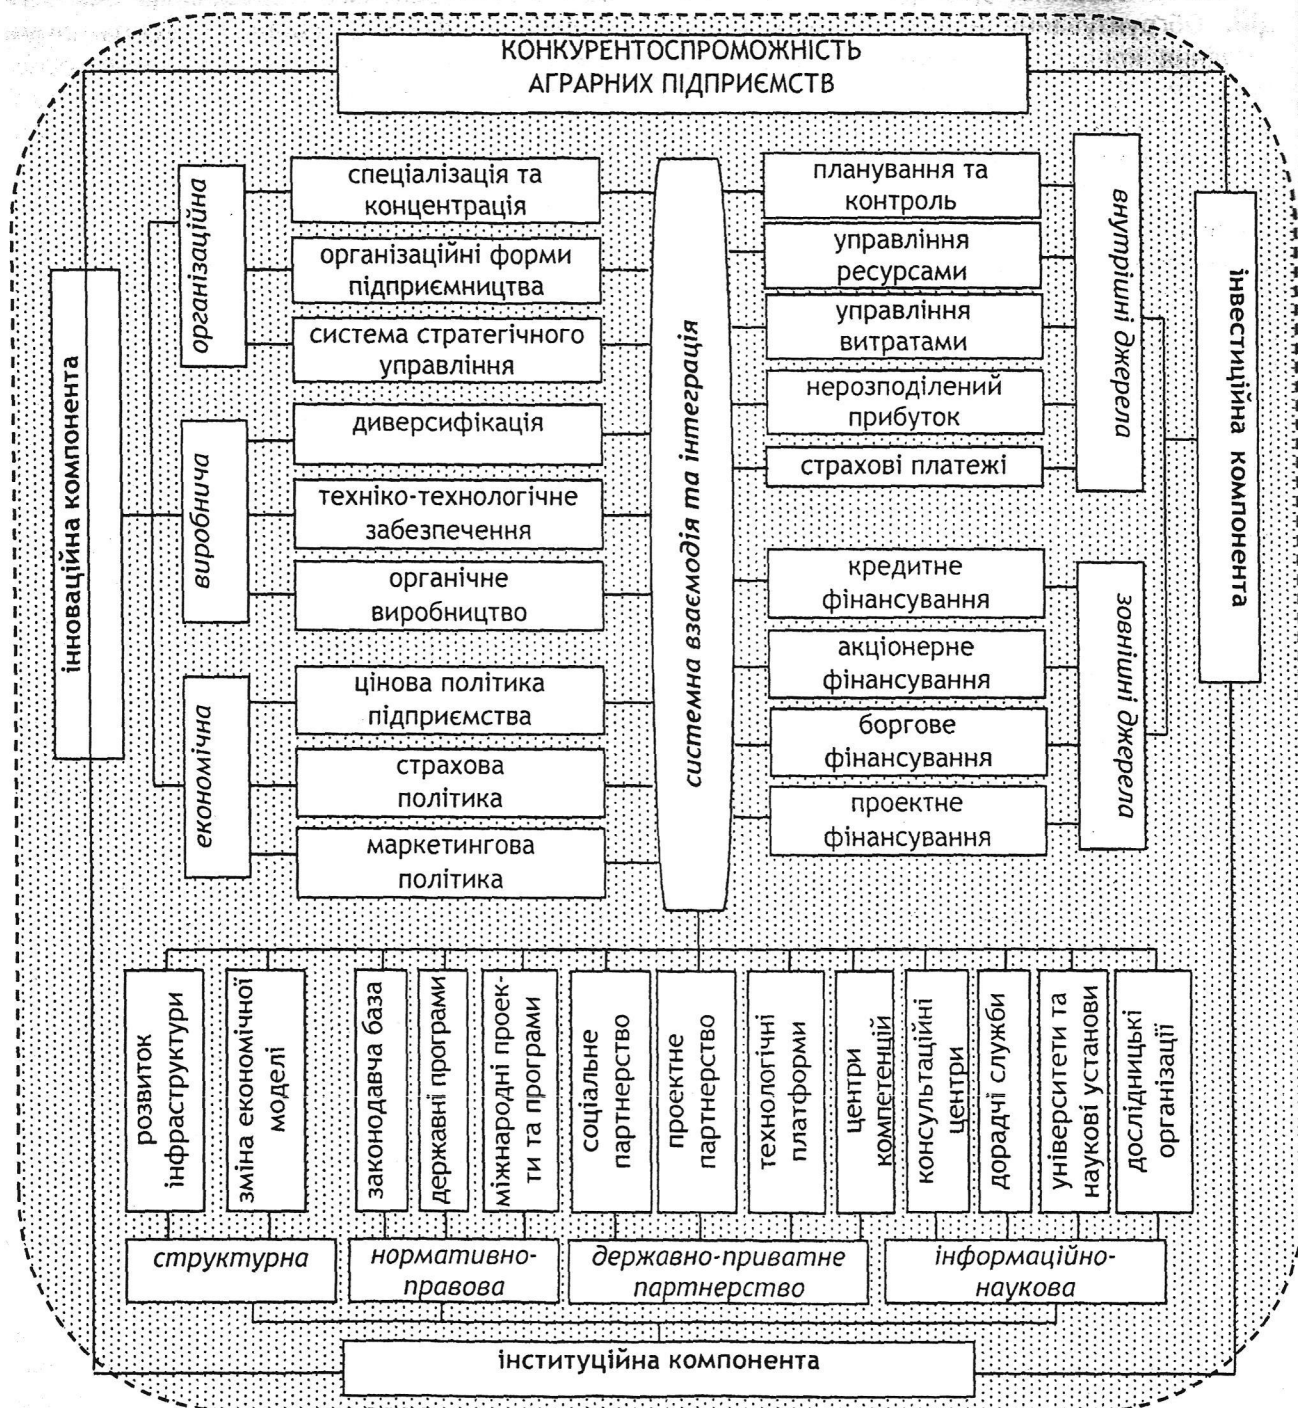 КОНКУРЕНТОСПРОМОЖНІСТЬ
АГРАРНИХ ПІДПРИЄМСТВ
інноваційна компонента
організаційна
спеціалізація та
концентрація
організаційні форми
підприємництва
система стратегічного
управління
виробнича
диверсифікація
техніко-технологічне
забезпечення
органічне
виробництво
економічна
цінова політика
підприємства
страхова
політика
маркетингова
політика
системна взаємодія та інтеграція
планування та
контроль
управління
ресурсами
управління
витратами
нерозподілений
прибуток
страхові платежі
внутрішні джерела
кредитне
фінансування
акціонерне
фінансування
боргове
фінансування
проектне
фінансування
зовнішні джерела
інвестиційна компонента
розвиток
інфраструктури
зміна економічної
моделі
законодавча база
державні програми
міжнародні проек-
ти та програми
соціальне
партнерство
проектне
партнерство
технологічні
платформи
центри
компетенцій
консультаційні
центри
дорадчі служби
університети та
наукові установи
дослідницькі
організації
структурна
нормативно-
правова
державно-приватне
партнерство
інформаційно-
наукова
інституційна компонента